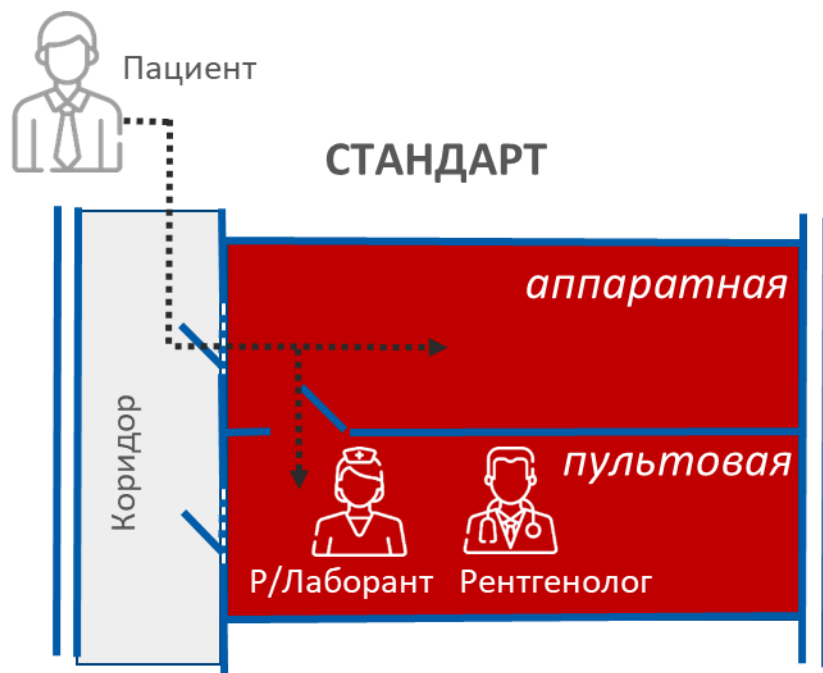 Пациент
СТАНДАРТ
аппаратная
Коридор
пультовая
Р/Лаборант
Рентгенолог